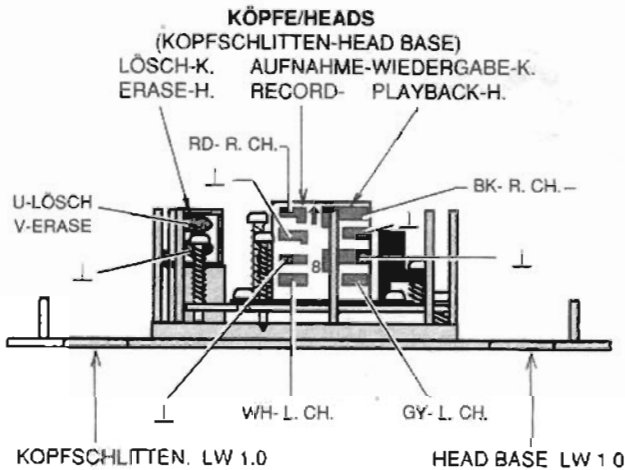 KÖPFE/HEADS
(KOPFSCHLITTEN-HEAD BASE)
LÖSCH-K. AUFNAHME-WIEDERGABE-K.
ERASE-H. RECORD- PLAYBACK-H.
RD- R. CH.
BK- R. CH.–
U-LÖSCH
V-ERASE
8
WH- L. CH. GY- L. CH.
KOPFSCHLITTEN. LW 1.0 HEAD BASE LW 1 0